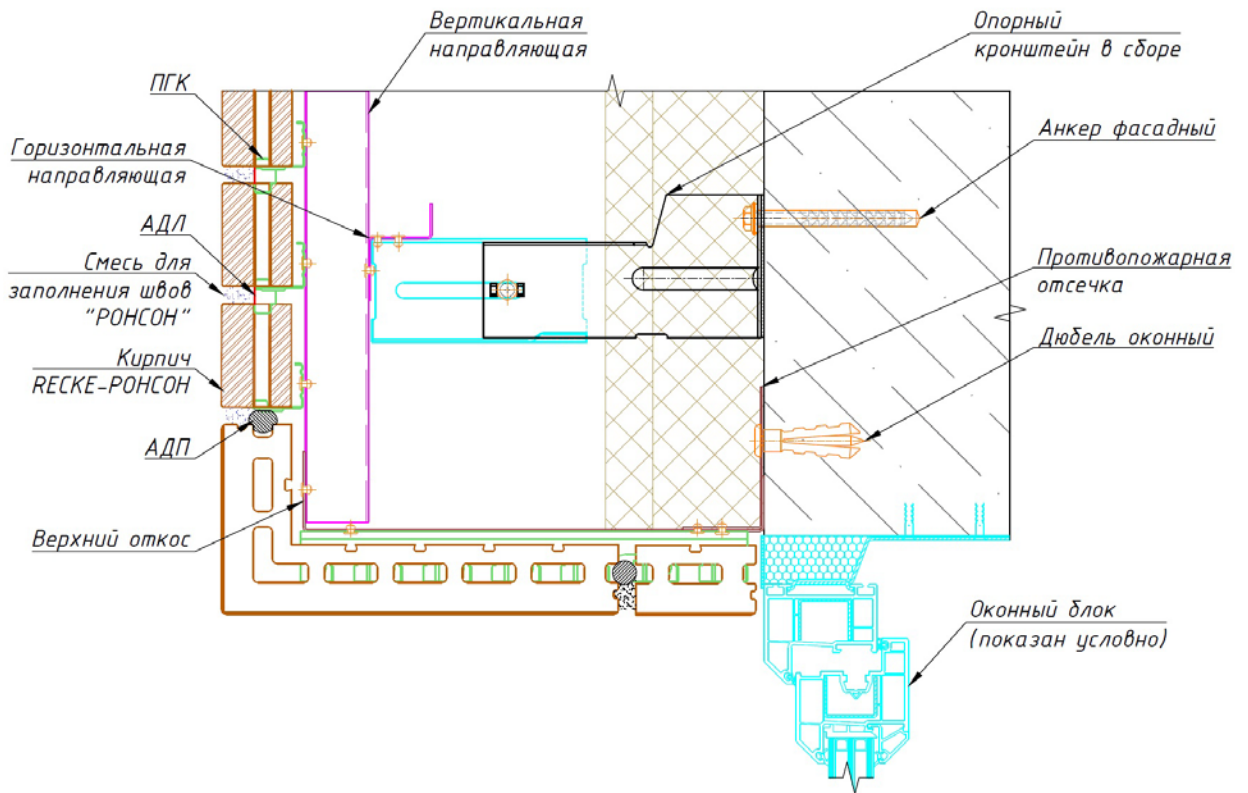 Вертикальная
направляющая
Опорный
кронштейн в сборе
ПГК
Анкер фасадный
Горизонтальная
направляющая
АДЛ
Противопожарная
отсечка
Смесь для
заполнения швов
"РОНСОН"
Дюбель оконный
Кирпич
RECKE-РОНСОН
АДП
Верхний откос
Оконный блок
(показан условно)